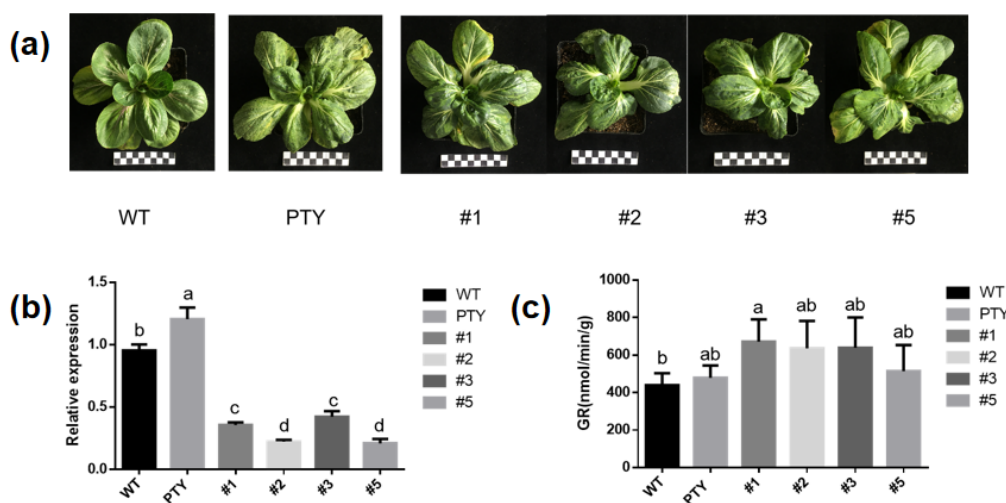 (a)
WT PTY #1 #2 #3 #5
(b)
Relative expression
1.5
1.0
0.5
0.0
b a c d c d
WT PTY #1 #2 #3 #5
WT
PTY
#1
#2
#3
#5
(c)
GR(nmol/min/g)
1000
800
600
400
200
0
b ab a ab ab ab
WT PTY #1 #2 #3 #5
WT
PTY
#1
#2
#3
#5